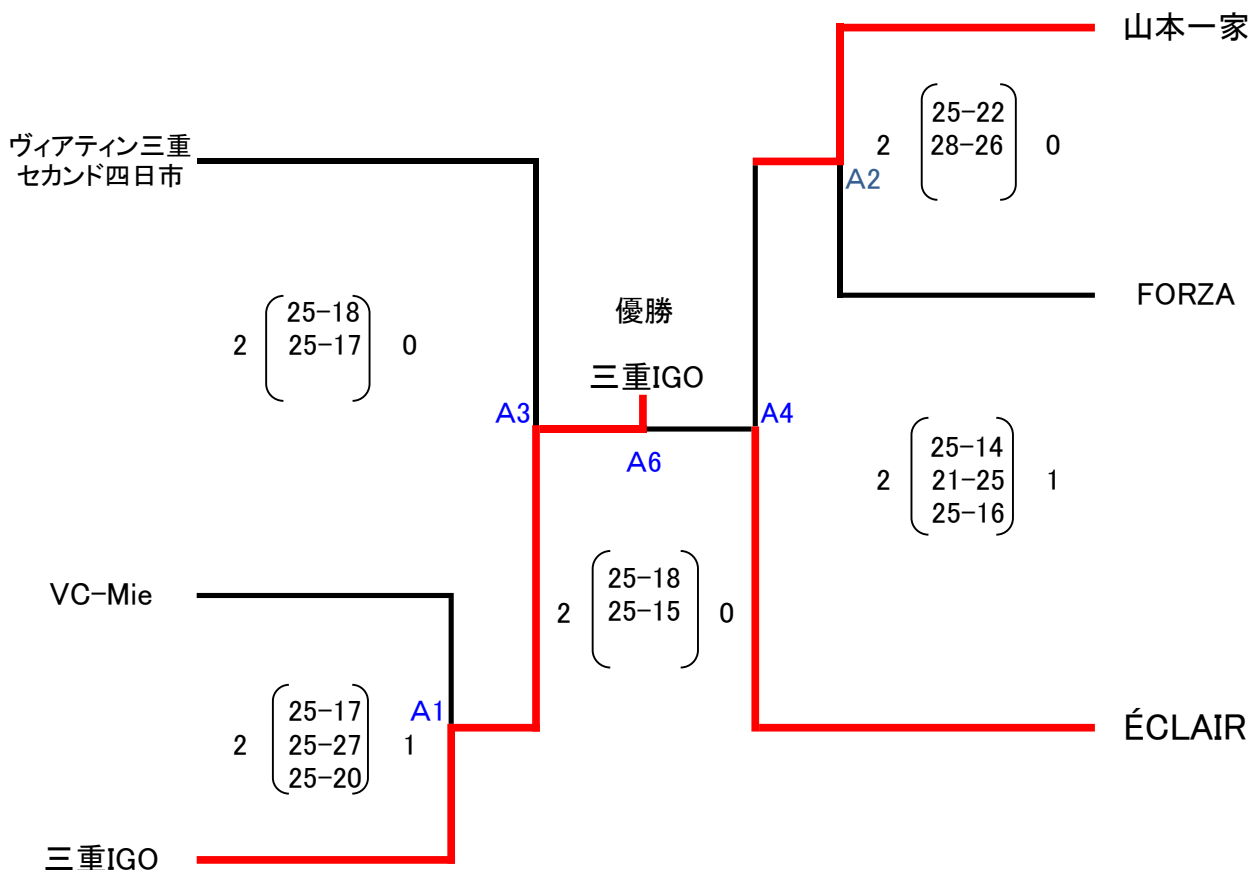 山本一家
25-22
2 28-26 0
A2
ヴィアティン三重
セカンド四日市
FORZA
25-18
2 25-17 0
優勝
三重IGO
A3
A4
A6
25-14
2 21-25 1
25-16
VC-Mie
25-18
2 25-15 0
25-17
A1
2 25-27 1
25-20
ÉCLAIR
三重IGO